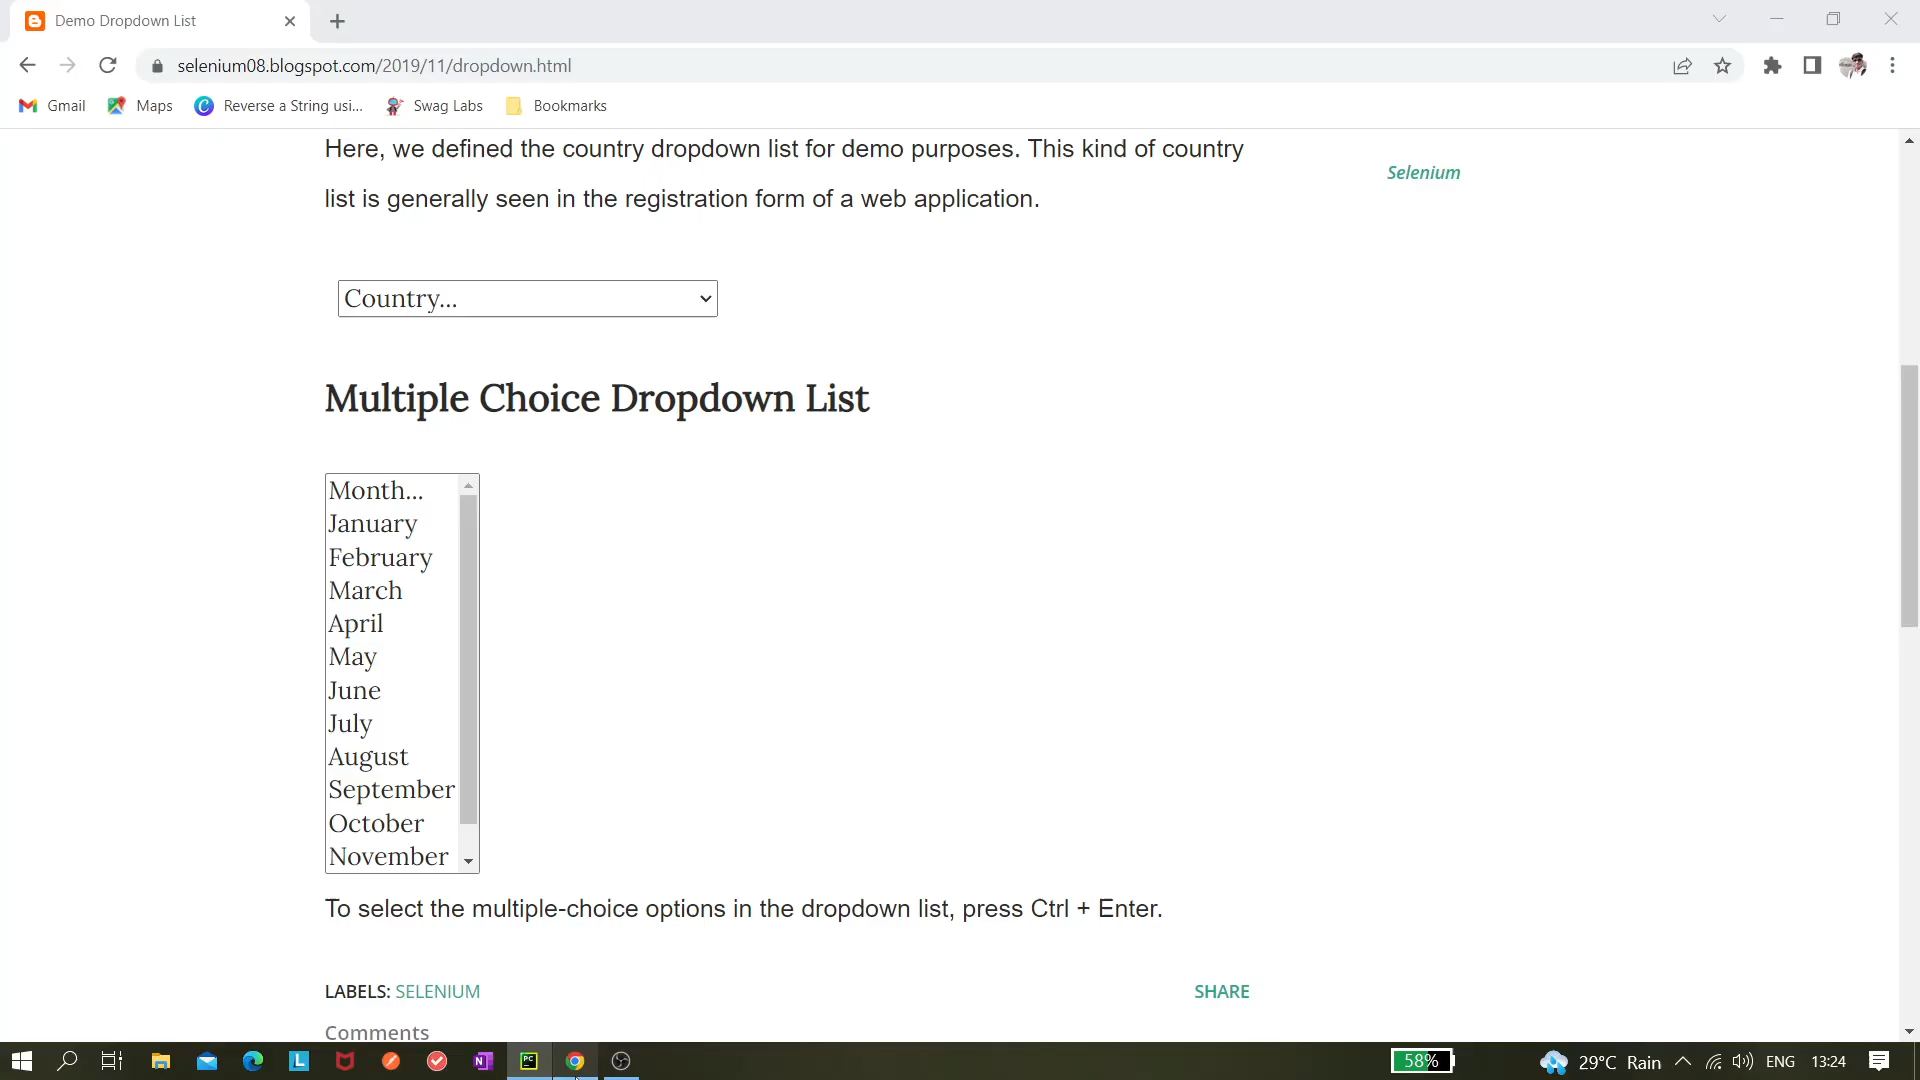 Demo Dropdown List
selenium08.blogspot.com/2019/11/dropdown.html
Gmail
Maps
Reverse a String usi...
Swag Labs
Bookmarks
Here, we defined the country dropdown list for demo purposes. This kind of country
list is generally seen in the registration form of a web application.
Selenium
Country...
Multiple Choice Dropdown List
Month...
January
February
March
April
May
June
July
August
September
October
November
To select the multiple-choice options in the dropdown list, press Ctrl + Enter.
LABELS: SELENIUM
SHARE
Comments
58%
29°C Rain
ENG
13:24